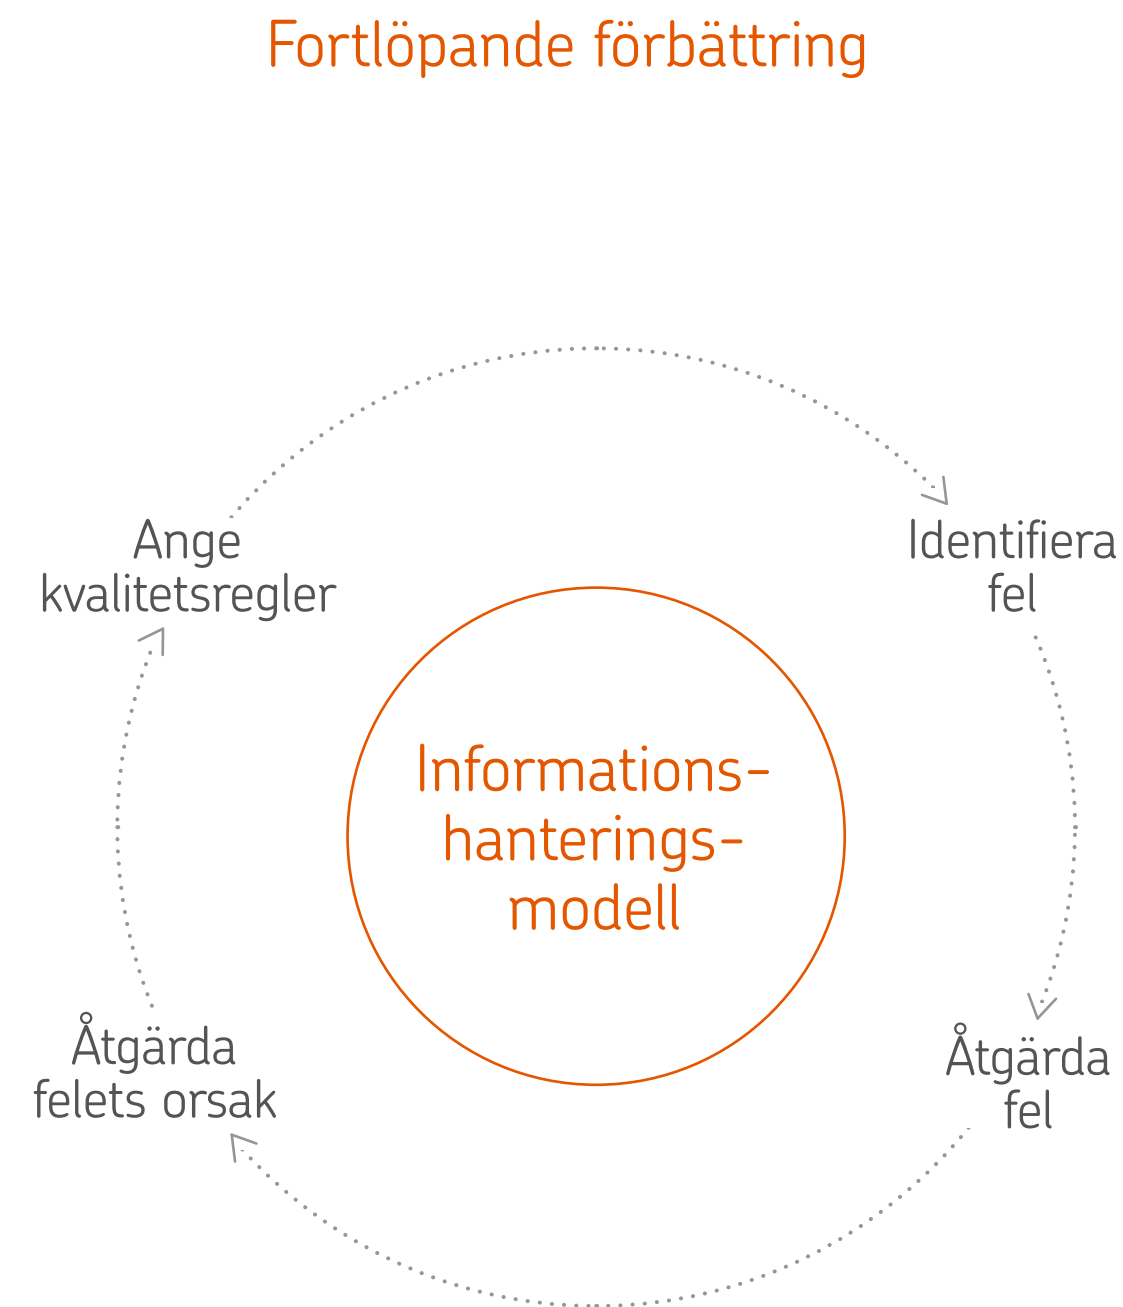 Fortlöpande förbättring
Ange
kvalitetsregler
Identifiera
fel
Informations-
hanterings-
modell
Åtgärda
felets orsak
Åtgärda
fel